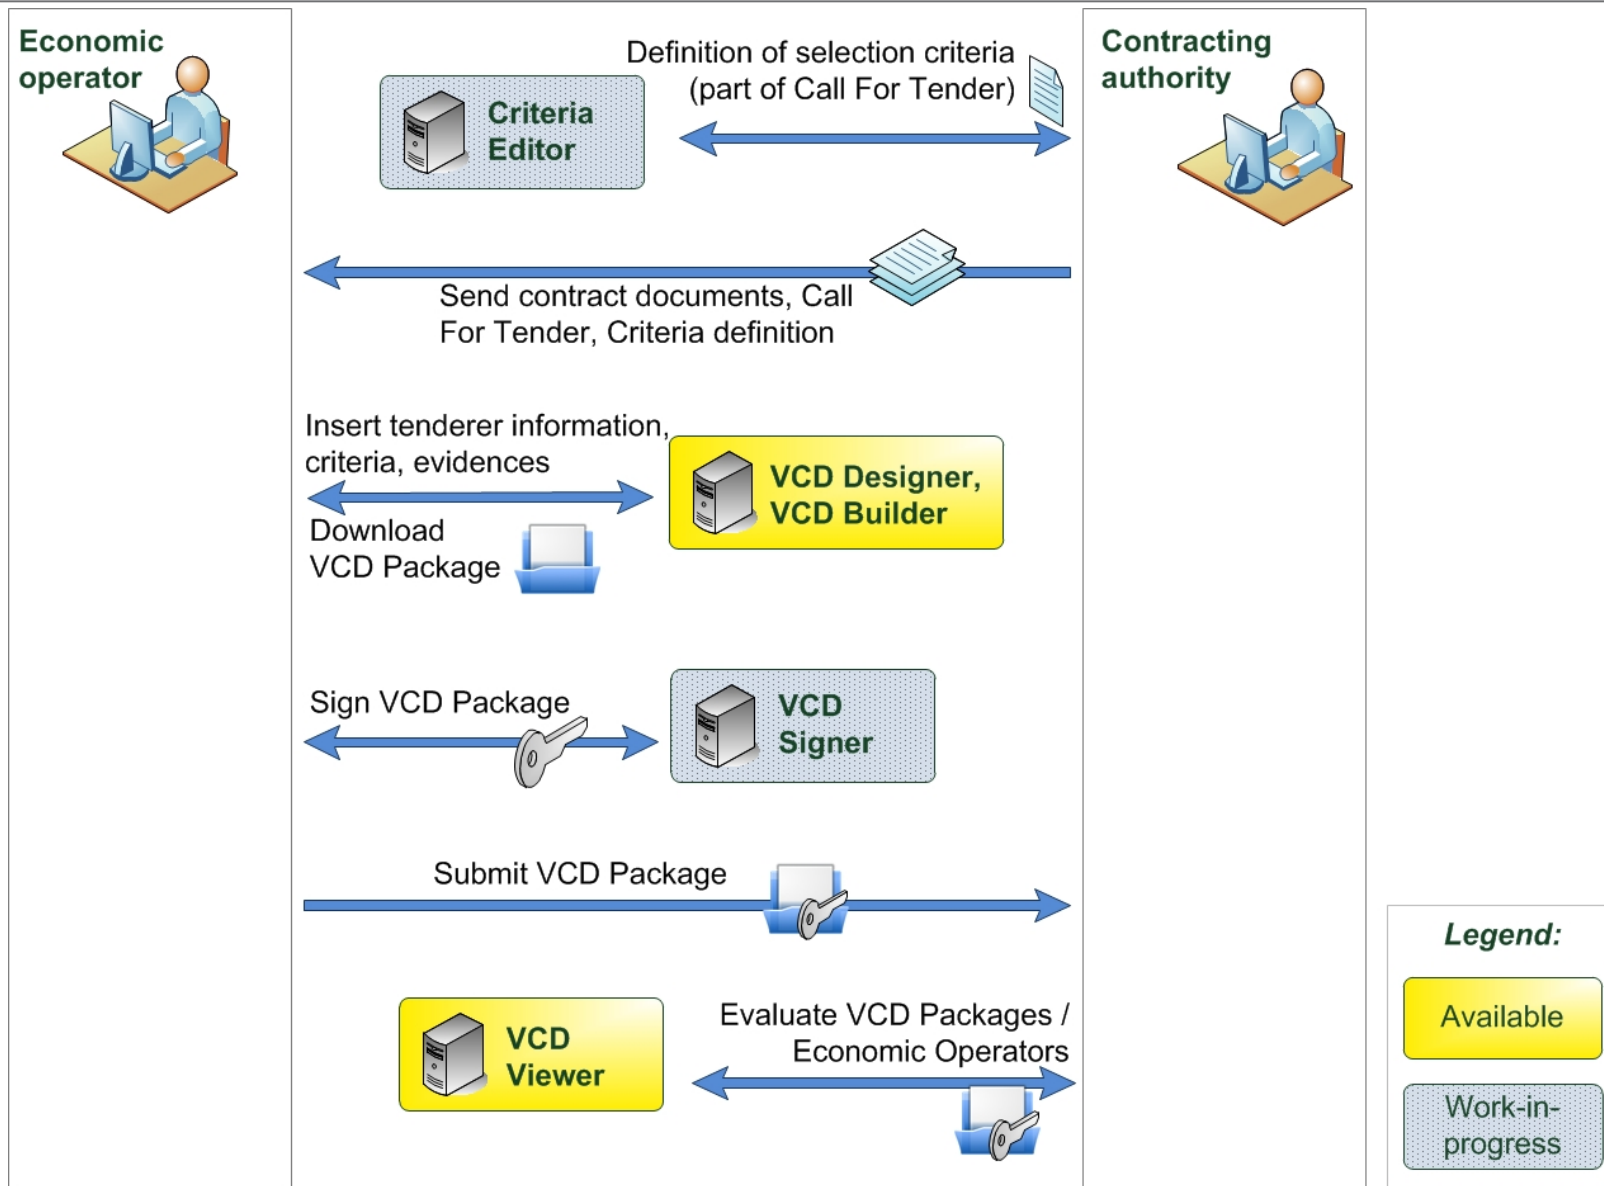 Economic
operator
Definition of selection criteria
(part of Call For Tender)
Contracting
authority
Criteria
Editor
Send contract documents, Call
For Tender, Criteria definition
Insert tenderer information,
criteria, evidences
VCD Designer,
VCD Builder
Download
VCD Package
Sign VCD Package
VCD
Signer
Submit VCD Package
VCD
Viewer
Evaluate VCD Packages /
Economic Operators
Legend:
Available
Work-in-
progress